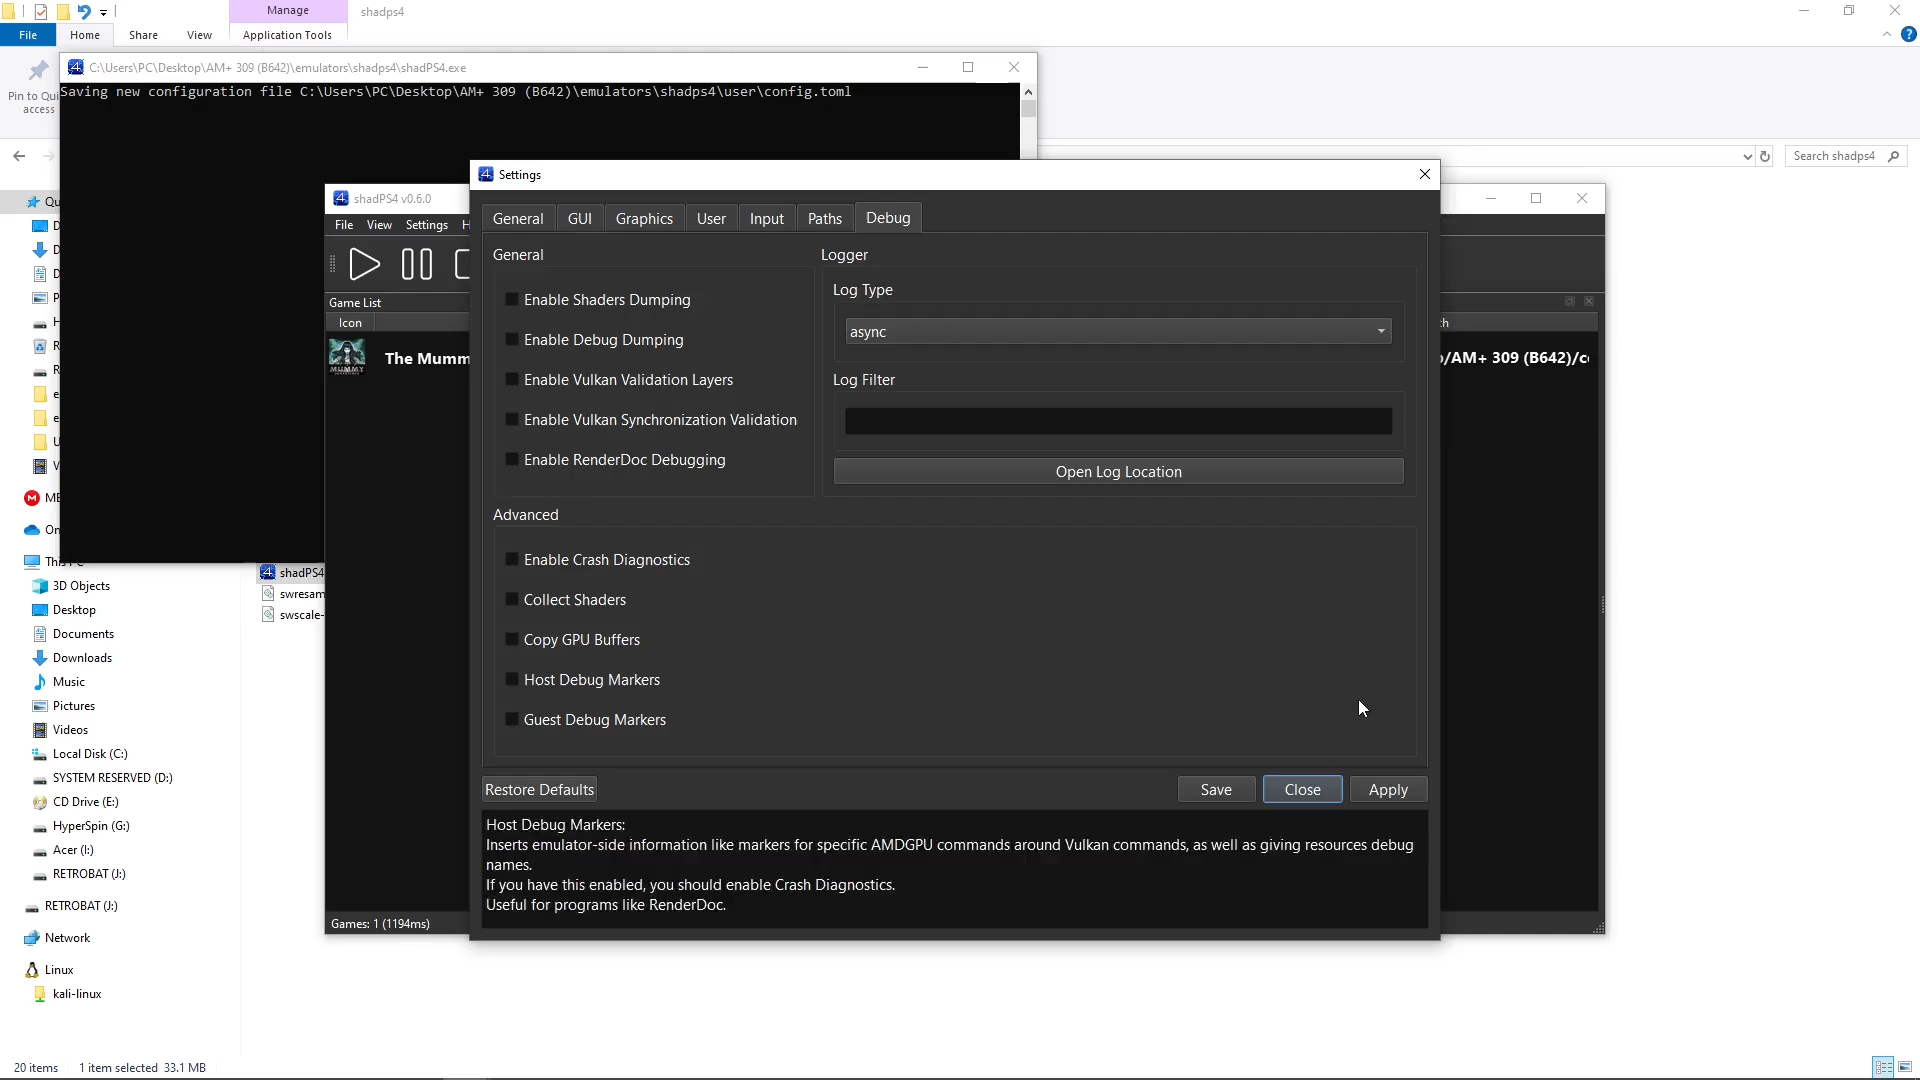 Manage
shadps4
File
Home
Share
View
Application Tools
Pin to Qui
access
C:\Users\PC\Desktop\AM+ 309 (B642)\emulators\shadps4\shadPS4.exe
Saving new configuration file C:\Users\PC\Desktop\AM+ 309 (B642)\emulators\shadps4\user\config.toml
Search shadps4
Settings
shadPS4 v0.6.0
File
View
Settings
H
Game List
Icon
The Mumm
th
/AM+ 309 (B642)/c
Games: 1 (1194ms)
General
GUI
Graphics
User
Input
Paths
Debug
General
Enable Shaders Dumping
Enable Debug Dumping
Enable Vulkan Validation Layers
Enable Vulkan Synchronization Validation
Enable RenderDoc Debugging
Logger
Log Type
async
Log Filter
Open Log Location
Advanced
Enable Crash Diagnostics
Collect Shaders
Copy GPU Buffers
Host Debug Markers
Guest Debug Markers
Restore Defaults
Save
Close
Apply
Host Debug Markers:
Inserts emulator-side information like markers for specific AMDGPU commands around Vulkan commands, as well as giving resources debug
names.
If you have this enabled, you should enable Crash Diagnostics.
Useful for programs like RenderDoc.
Qu
D
D
D
P
H
R
R
e
e
U
V
ME
On
This PC
3D Objects
Desktop
Documents
Downloads
Music
Pictures
Videos
Local Disk (C:)
SYSTEM RESERVED (D:)
CD Drive (E:)
HyperSpin (G:)
Acer (I:)
RETROBAT (J:)
RETROBAT (J:)
Network
Linux
kali-linux
shadPS4
swresam
swscale-
20 items
1 item selected 33.1 MB